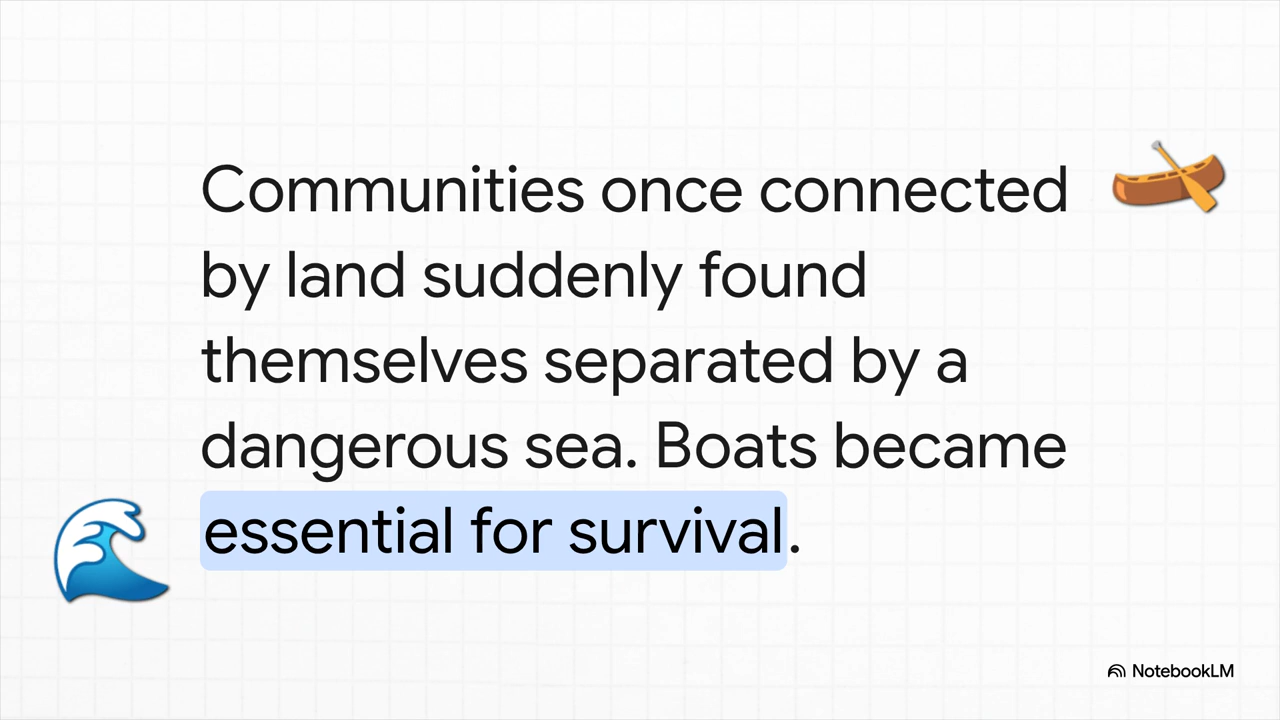 Communities once connected
by land suddenly found
themselves separated by a
dangerous sea. Boats became
essential for survival.
NotebookLM